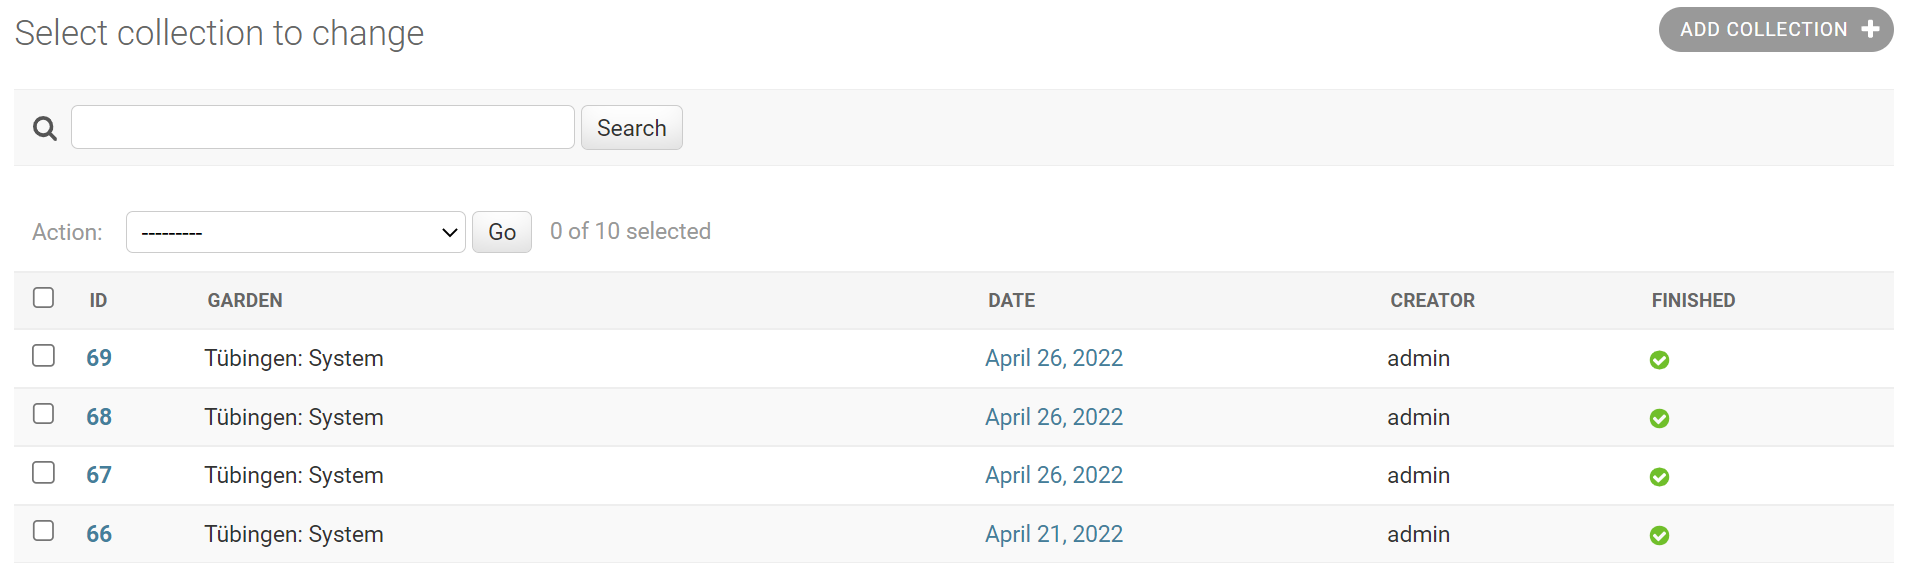 Select collection to change
ADD COLLECTION
Search
Action: --------- Go 0 of 10 selected
ID GARDEN DATE CREATOR FINISHED
69 Tübingen: System April 26, 2022 admin
68 Tübingen: System April 26, 2022 admin
67 Tübingen: System April 26, 2022 admin
66 Tübingen: System April 21, 2022 admin